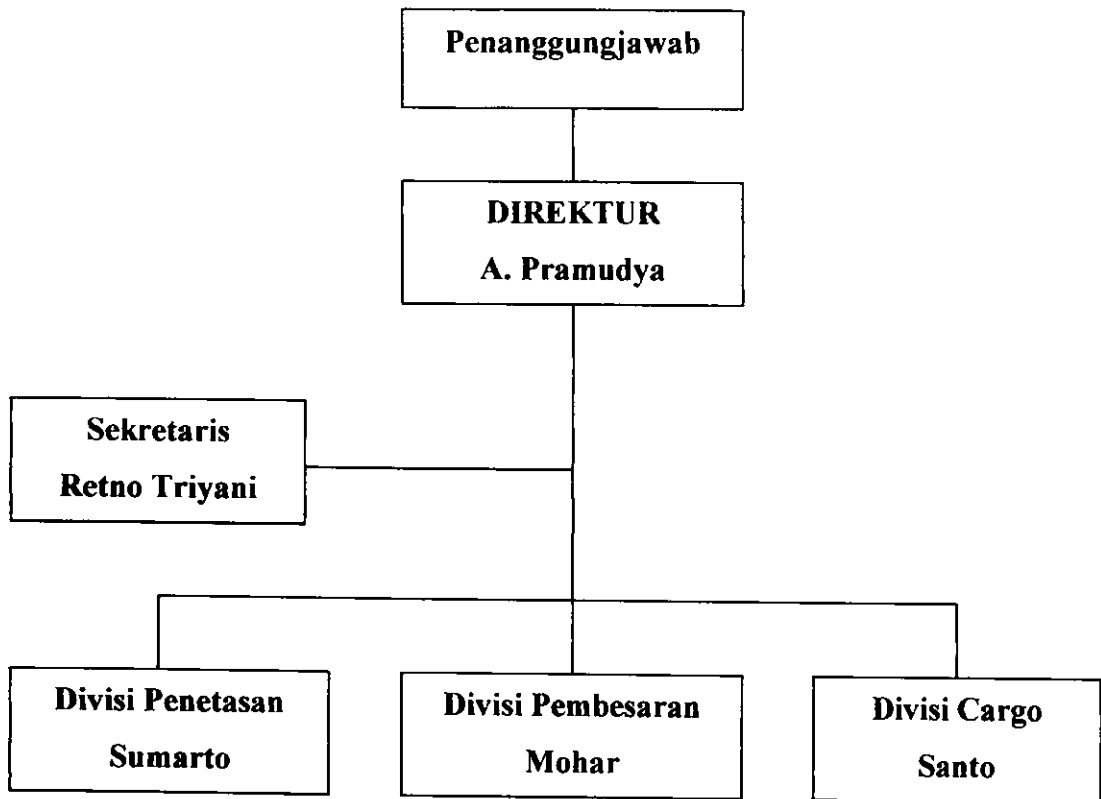 Penanggungjawab
DIREKTUR
A. Pramudya
Sekretaris
Retno Triyani
Divisi Penetasan
Sumarto
Divisi Pembesaran
Mohar
Divisi Cargo
Santo